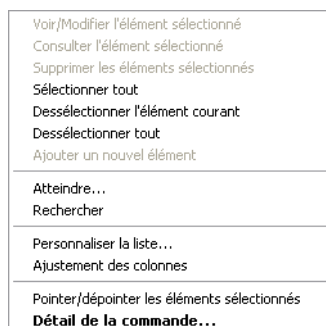 Voir/Modifier l'élément sélectionné
Consulter l'élément sélectionné
Supprimer les éléments sélectionnés
Sélectionner tout
Dessélectionner l'élément courant
Dessélectionner tout
Ajouter un nouvel élément
Atteindre...
Rechercher
Personnaliser la liste...
Ajustement des colonnes
Pointer/dépointer les éléments sélectionnés
Détail de la commande...